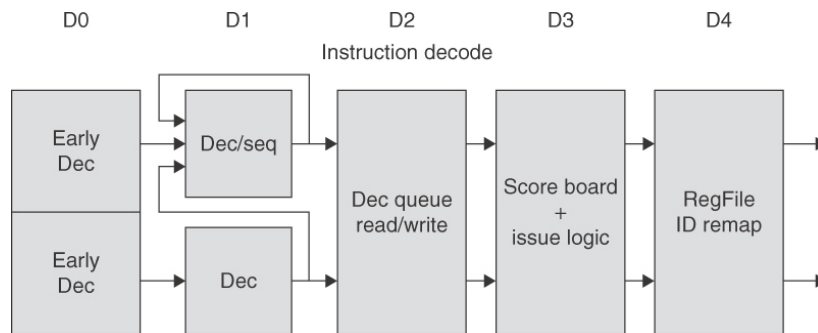 D0 D1 D2 D3 D4
Instruction decode
Early
Dec
Dec/seq
Early
Dec
Dec
Dec queue
read/write
Score board
+
issue logic
RegFile
ID remap